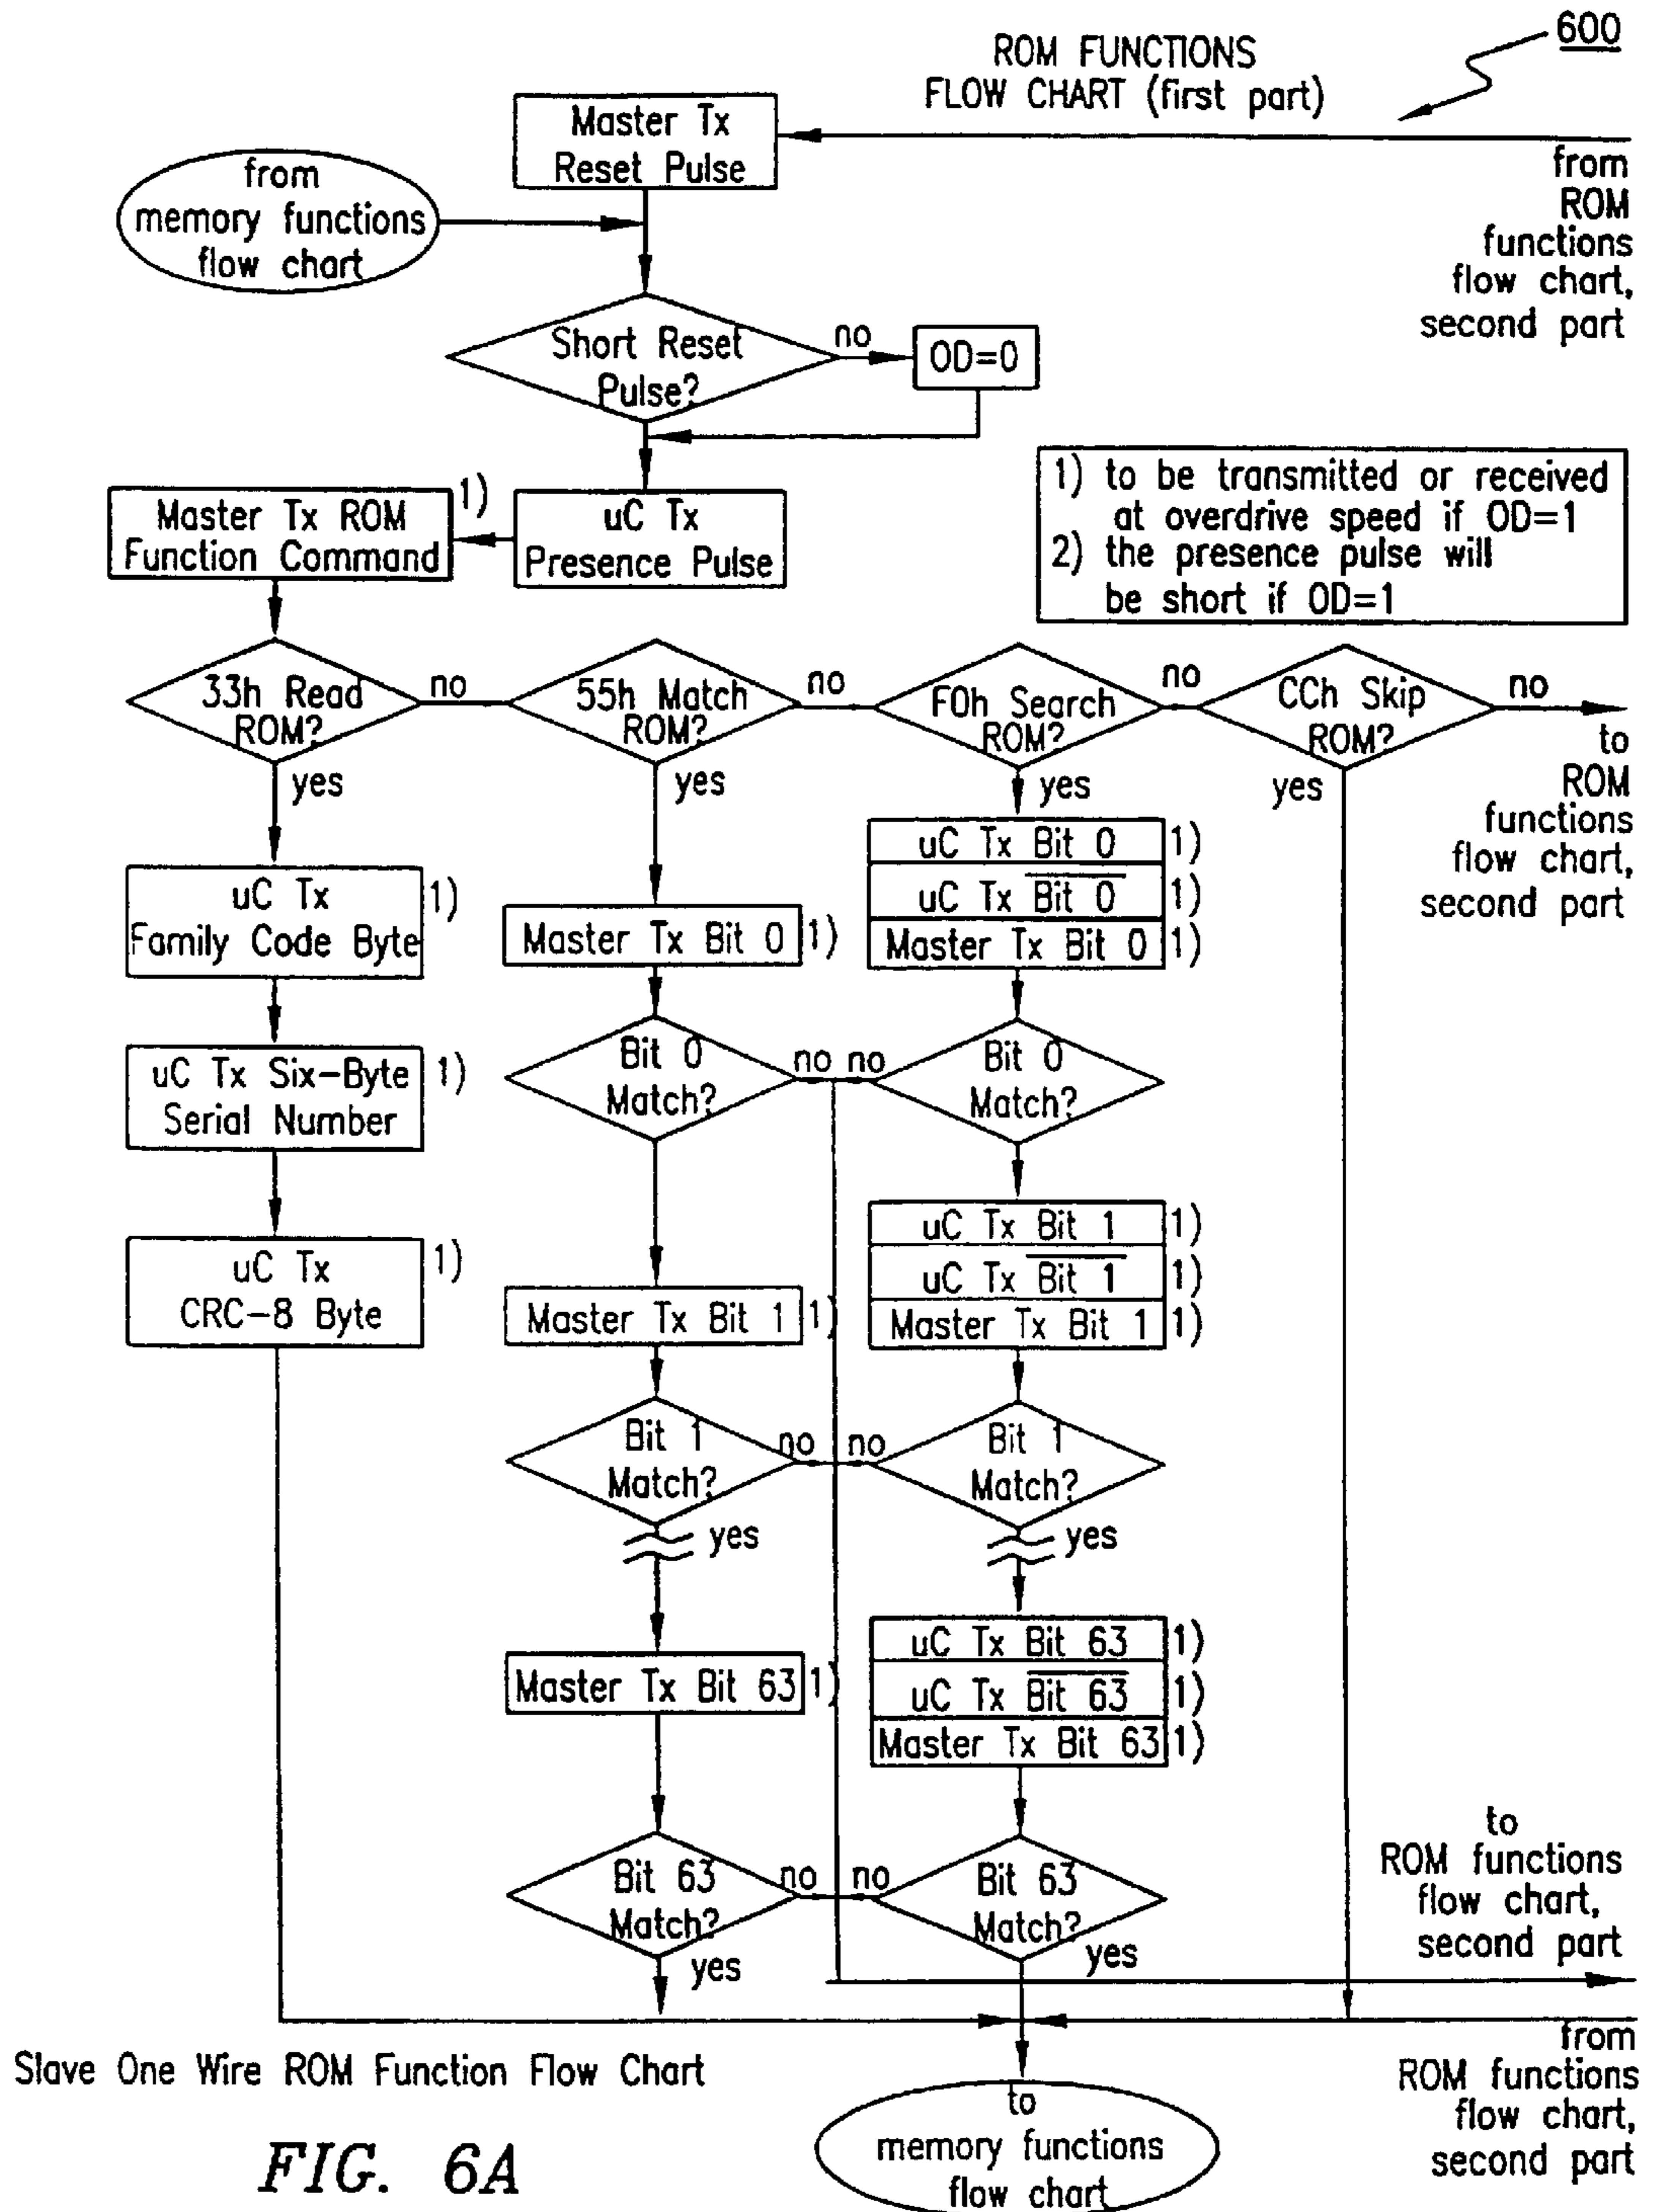 600
ROM FUNCTIONS
FLOW CHART (first part)
Master Tx
Reset Pulse
from
ROM
functions
flow chart,
second part
from
memory functions
flow chart
Short Reset
Pulse?
no
OD=0
1) to be transmitted or received
at overdrive speed if OD=1
2) the presence pulse will
be short if OD=1
Master Tx ROM
Function Command
1)
uC Tx
Presence Pulse
33h Read
ROM?
no
55h Match
ROM?
no
F0h Search
ROM?
no
CCh Skip
ROM?
no
to
ROM
functions
flow chart,
second part
yes
yes
yes
yes
uC Tx
Family Code Byte
1)
uC Tx Six-Byte
Serial Number
1)
uC Tx
CRC-8 Byte
1)
Master Tx Bit 0
1)
Bit 0
Match?
no
Master Tx Bit 1
1)
Bit 1
Match?
no
yes
Master Tx Bit 63
1)
Bit 63
Match?
no
yes
uC Tx Bit 0
1)
uC Tx B̅i̅t̅ ̅0̅
1)
Master Tx Bit 0
1)
no
Bit 0
Match?
uC Tx Bit 1
1)
uC Tx B̅i̅t̅ ̅1̅
1)
Master Tx Bit 1
1)
no
Bit 1
Match?
yes
uC Tx Bit 63
1)
uC Tx B̅i̅t̅ ̅6̅3̅
1)
Master Tx Bit 63
1)
no
Bit 63
Match?
yes
to
ROM functions
flow chart,
second part
from
ROM functions
flow chart,
second part
Slave One Wire ROM Function Flow Chart
to
memory functions
flow chart
FIG. 6A